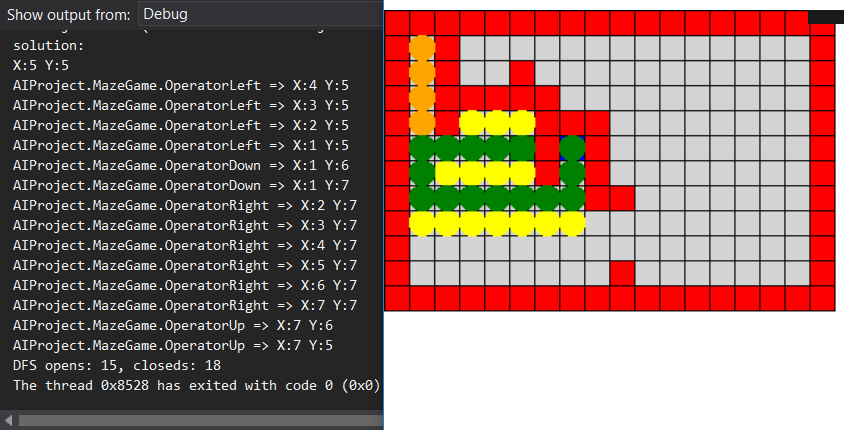 Show output from: Debug
solution:
X:5 Y:5
AIProject.MazeGame.OperatorLeft => X:4 Y:5
AIProject.MazeGame.OperatorLeft => X:3 Y:5
AIProject.MazeGame.OperatorLeft => X:2 Y:5
AIProject.MazeGame.OperatorLeft => X:1 Y:5
AIProject.MazeGame.OperatorDown => X:1 Y:6
AIProject.MazeGame.OperatorDown => X:1 Y:7
AIProject.MazeGame.OperatorRight => X:2 Y:7
AIProject.MazeGame.OperatorRight => X:3 Y:7
AIProject.MazeGame.OperatorRight => X:4 Y:7
AIProject.MazeGame.OperatorRight => X:5 Y:7
AIProject.MazeGame.OperatorRight => X:6 Y:7
AIProject.MazeGame.OperatorRight => X:7 Y:7
AIProject.MazeGame.OperatorUp => X:7 Y:6
AIProject.MazeGame.OperatorUp => X:7 Y:5
DFS opens: 15, closeds: 18
The thread 0x8528 has exited with code 0 (0x0)